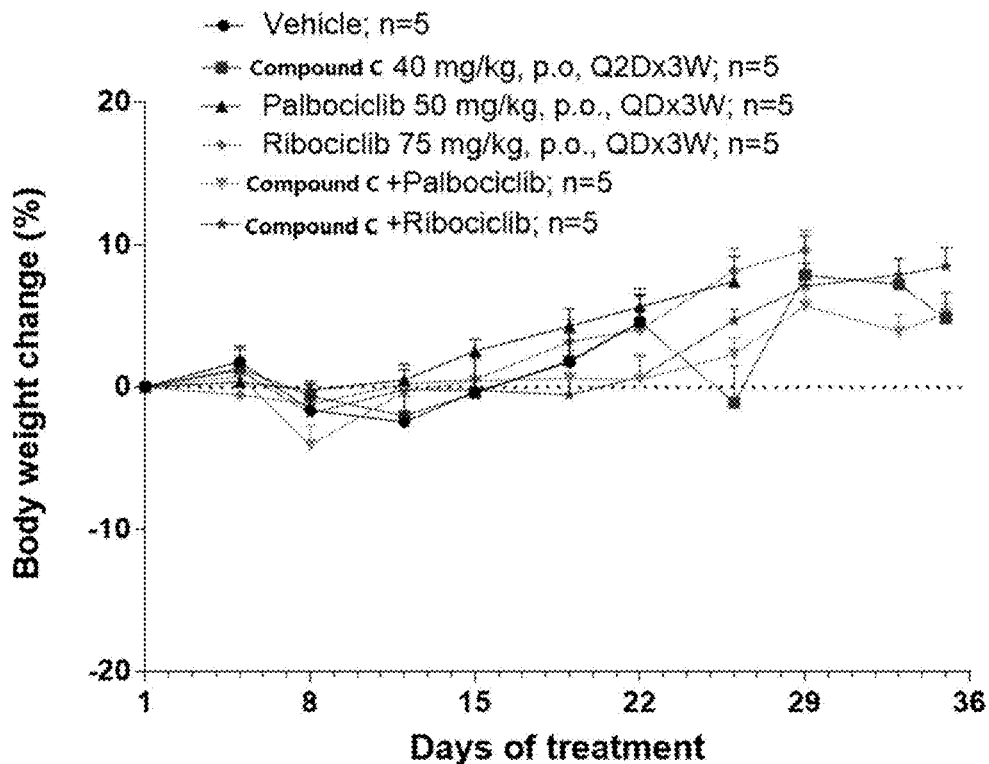 Vehicle; n=5
Compound C 40 mg/kg, p.o, Q2Dx3W; n=5
Palbociclib 50 mg/kg, p.o., QDx3W; n=5
Ribociclib 75 mg/kg, p.o., QDx3W; n=5
Compound C +Palbociclib; n=5
Compound C +Ribociclib; n=5
Body weight change (%)
20
10
0
-10
-20
1 8 15 22 29 36
Days of treatment